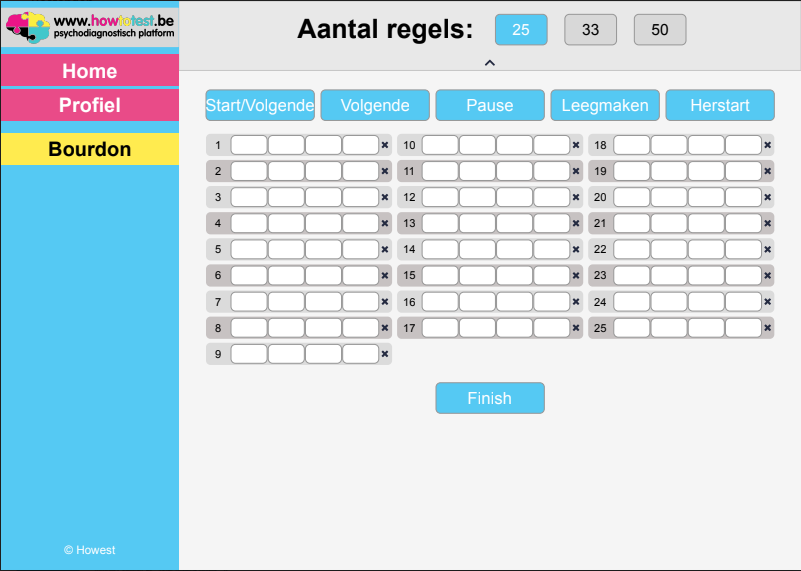 www.howtotest.be
psychodiagnostisch platform
Home
Profiel
Bourdon
© Howest
Aantal regels: 25 33 50
Start/Volgende Volgende Pause Leegmaken Herstart
1 × 10 × 18 ×
2 × 11 × 19 ×
3 × 12 × 20 ×
4 × 13 × 21 ×
5 × 14 × 22 ×
6 × 15 × 23 ×
7 × 16 × 24 ×
8 × 17 × 25 ×
9 ×
Finish